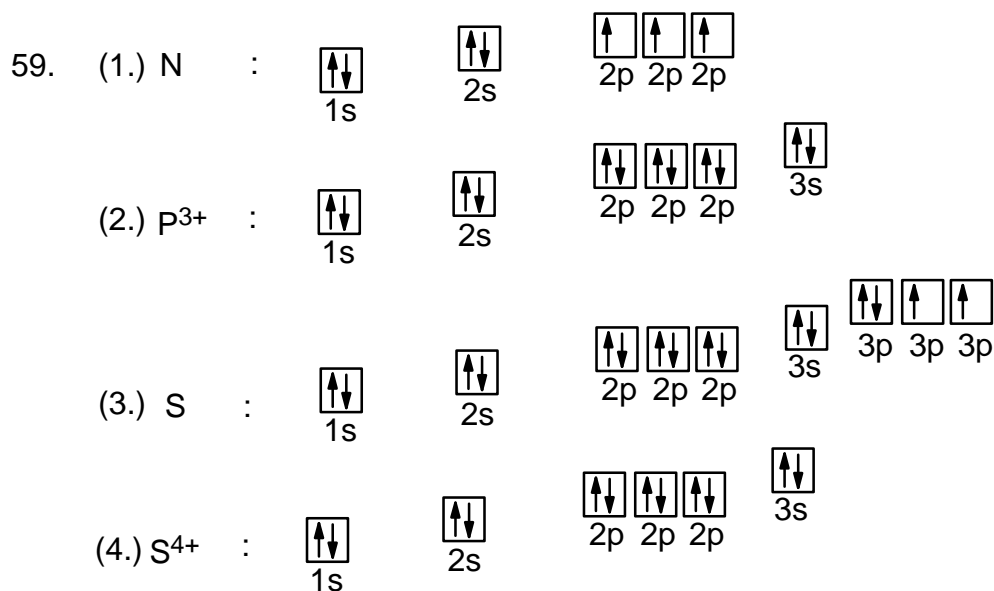 59. (1.) N : 1s 2s 2p 2p 2p
(2.) P3+ : 1s 2s 2p 2p 2p 3s
(3.) S : 1s 2s 2p 2p 2p 3s 3p 3p 3p
(4.) S4+ : 1s 2s 2p 2p 2p 3s